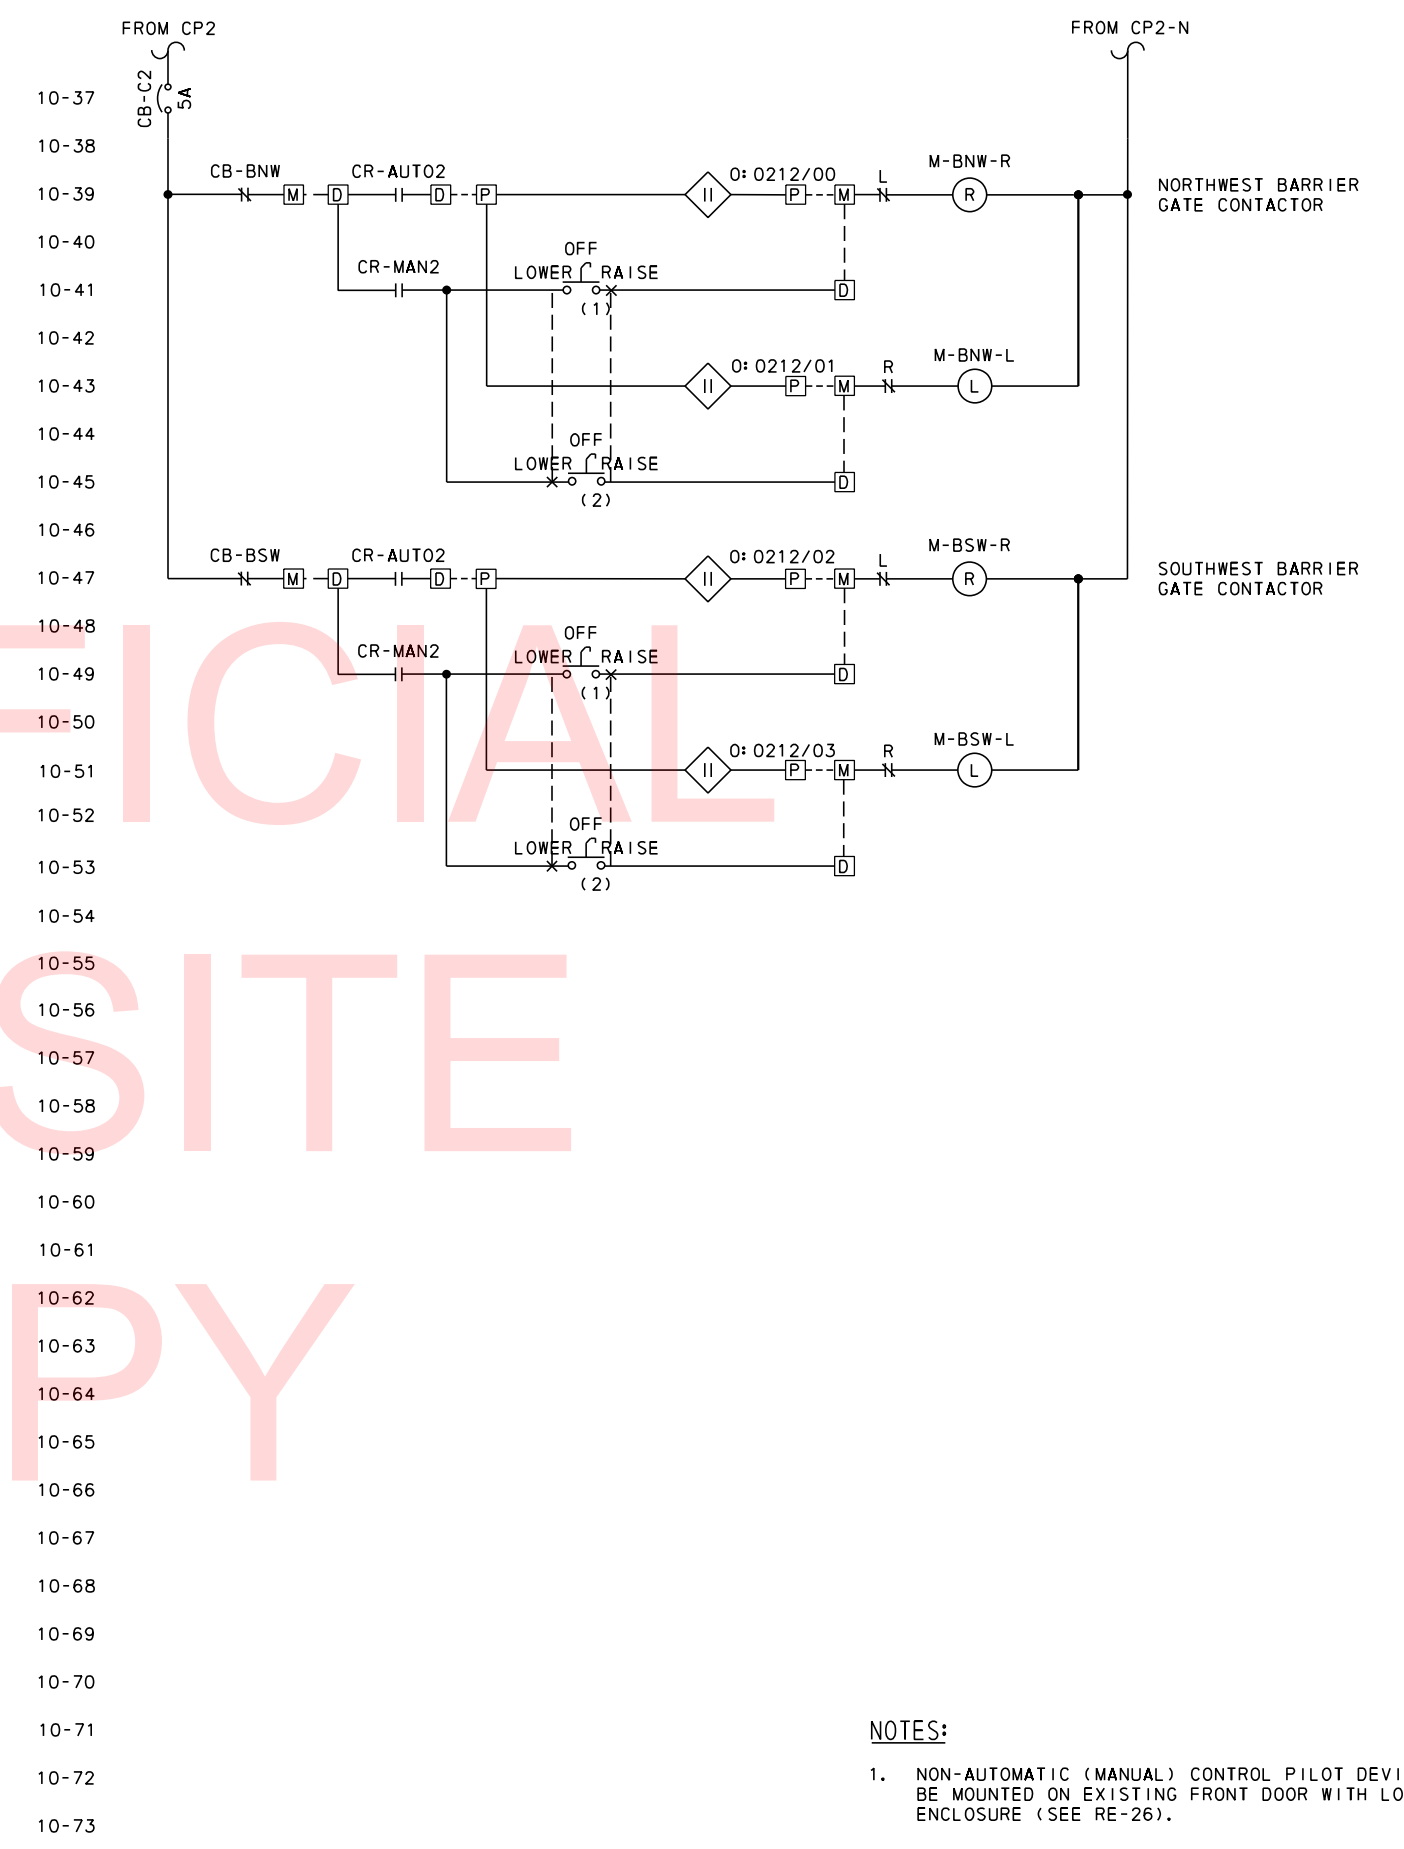 FROM CP2
FROM CP2-N
CB-C2
5A
10-37
10-38
CB-BNW
CR-AUTO2
O:0212/00
L
M-BNW-R
10-39
M
D
D
P
II
P
M
R
NORTHWEST BARRIER
GATE CONTACTOR
10-40
OFF
CR-MAN2
LOWER RAISE
10-41
D
(1)
10-42
O:0212/01
R
M-BNW-L
10-43
II
P
M
L
10-44
OFF
LOWER RAISE
10-45
D
(2)
10-46
CB-BSW
CR-AUTO2
O:0212/02
L
M-BSW-R
10-47
M
D
D
P
II
P
M
R
SOUTHWEST BARRIER
GATE CONTACTOR
10-48
OFF
CR-MAN2
LOWER RAISE
10-49
D
(1)
10-50
O:0212/03
R
M-BSW-L
10-51
II
P
M
L
10-52
OFF
LOWER RAISE
10-53
D
(2)
FICIAL
10-54
10-55
10-56
10-57
10-58
10-59
SITE
10-60
10-61
10-62
10-63
10-64
10-65
10-66
PY
10-67
10-68
10-69
10-70
10-71
10-72
10-73
NOTES:
1. NON-AUTOMATIC (MANUAL) CONTROL PILOT DEVI
BE MOUNTED ON EXISTING FRONT DOOR WITH LO
ENCLOSURE (SEE RE-26).